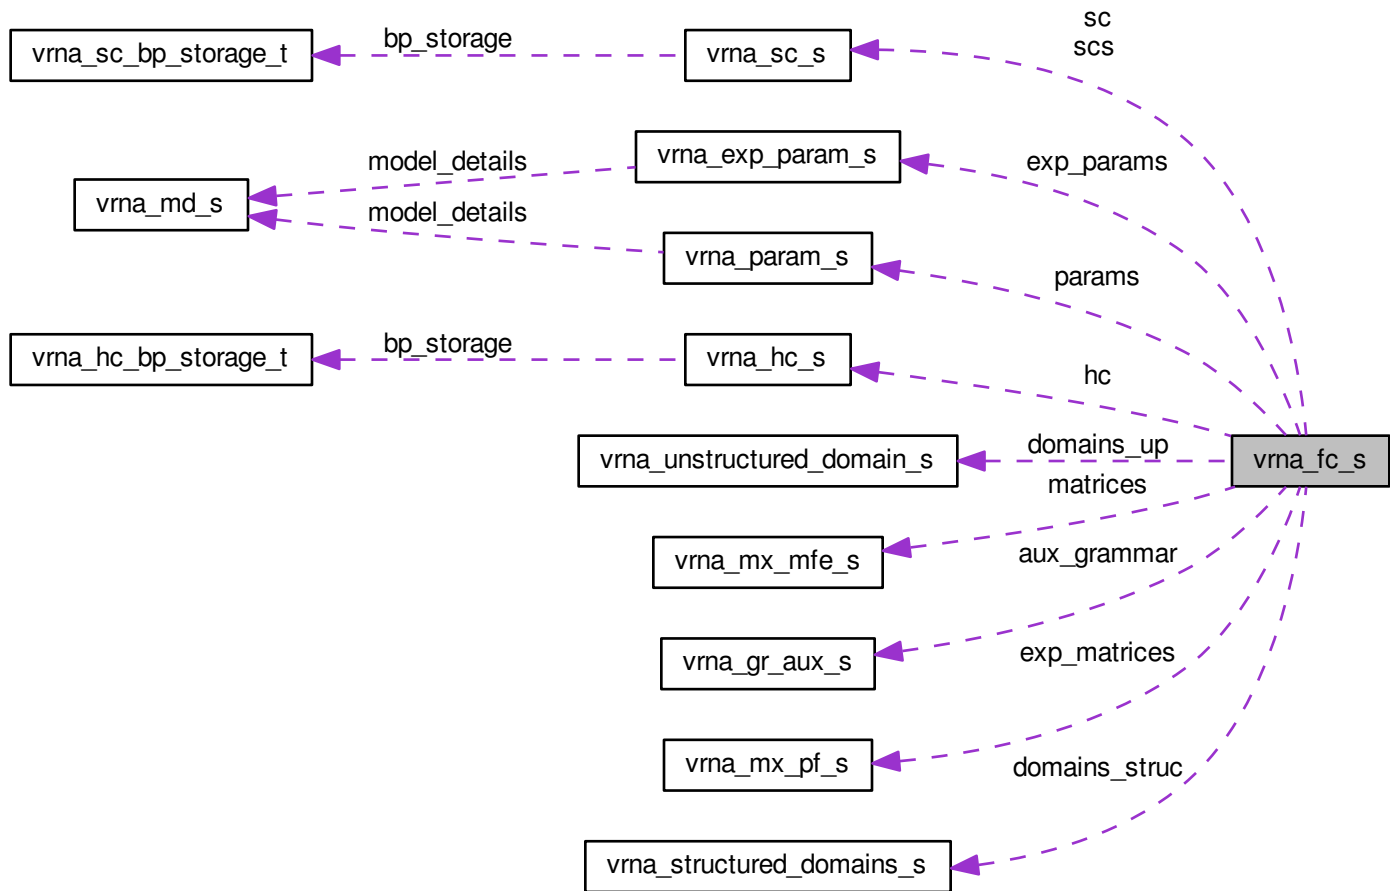 sc
scs
vrna_sc_bp_storage_t
bp_storage
vrna_sc_s
vrna_exp_param_s
exp_params
model_details
vrna_md_s
model_details
vrna_param_s
params
vrna_hc_bp_storage_t
bp_storage
vrna_hc_s
hc
vrna_unstructured_domain_s
domains_up
vrna_fc_s
matrices
vrna_mx_mfe_s
aux_grammar
vrna_gr_aux_s
exp_matrices
vrna_mx_pf_s
domains_struc
vrna_structured_domains_s